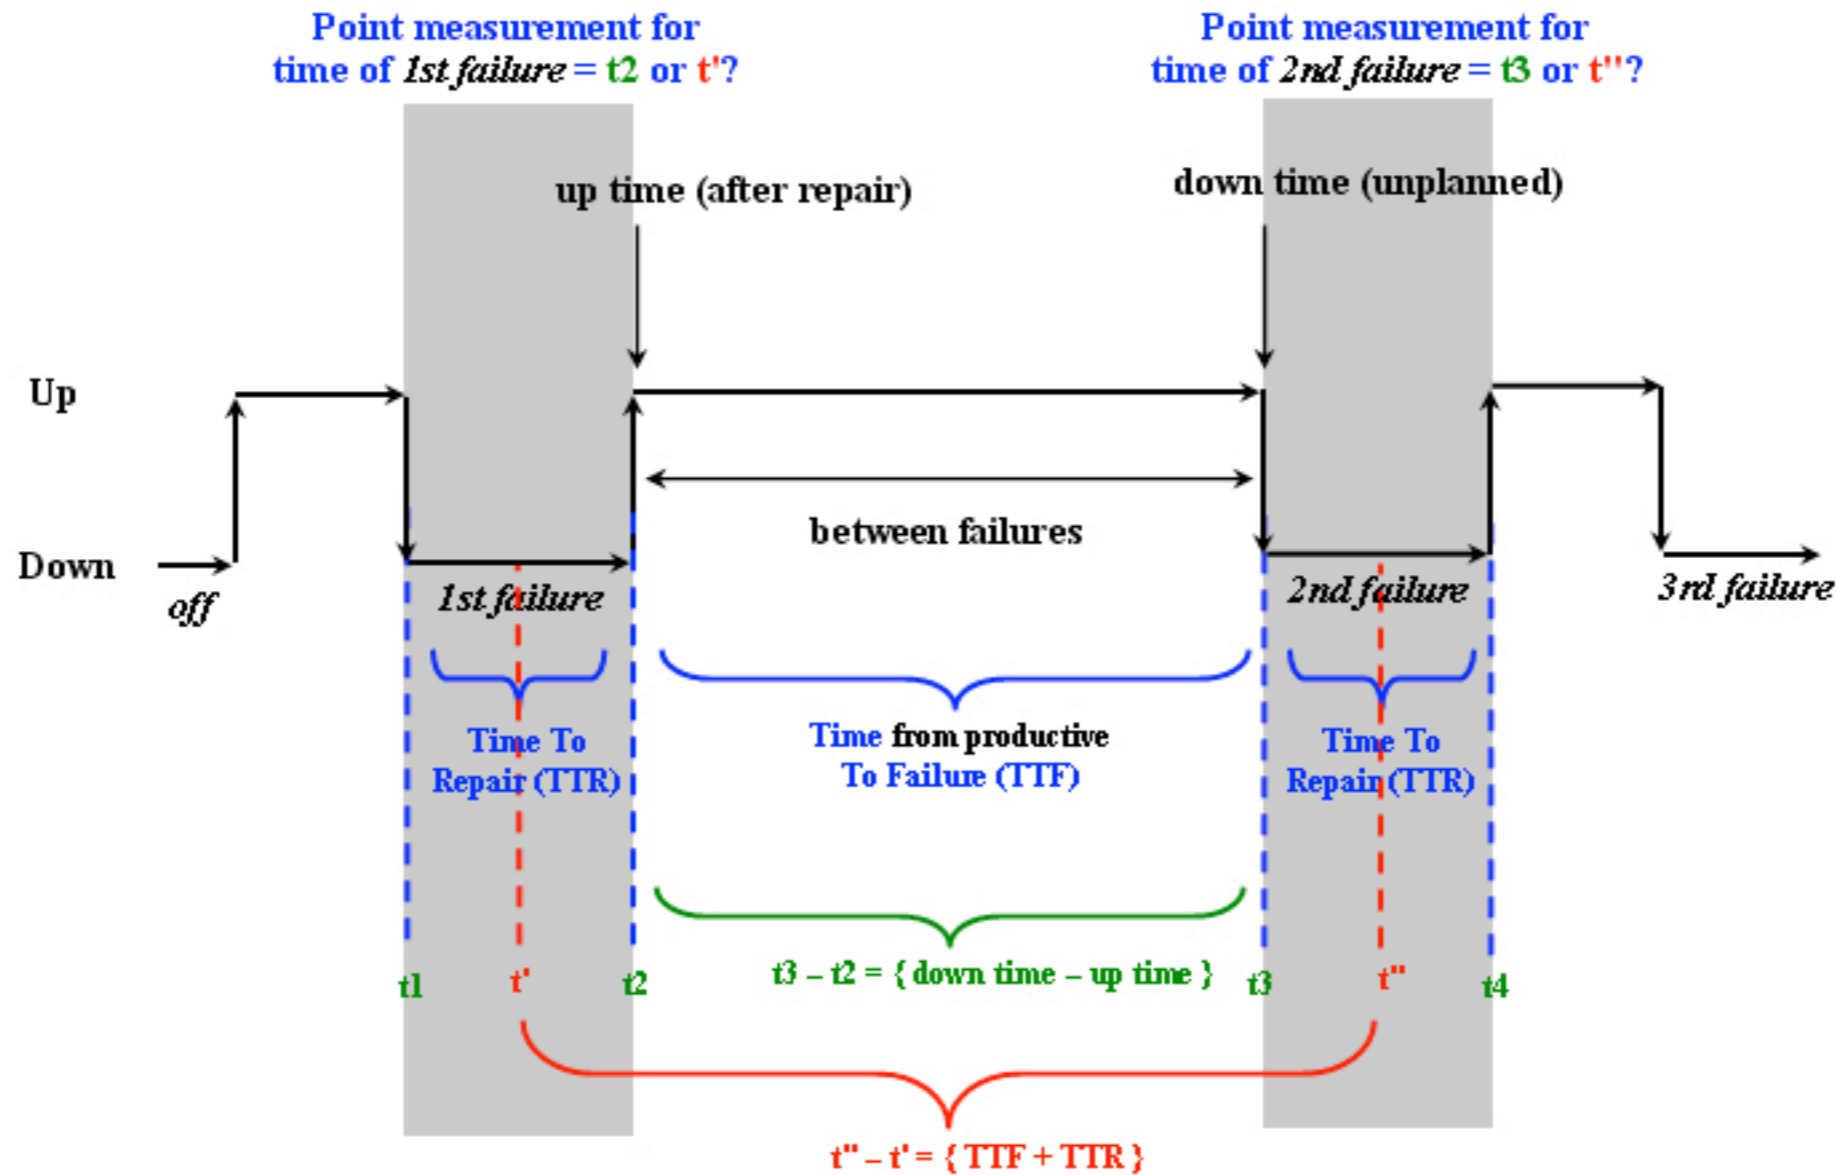 Point measurement for
time of 1st failure = t2 or t'?
Point measurement for
time of 2nd failure = t3 or t"?
up time (after repair)
down time (unplanned)
Up
between failures
Down
off
1st failure
2nd failure
3rd failure
Time To
Repair (TTR)
Time from productive
To Failure (TTF)
Time To
Repair (TTR)
t1
t'
t2
t3 – t2 = { down time – up time }
t3
t"
t4
t" – t' = { TTF + TTR }